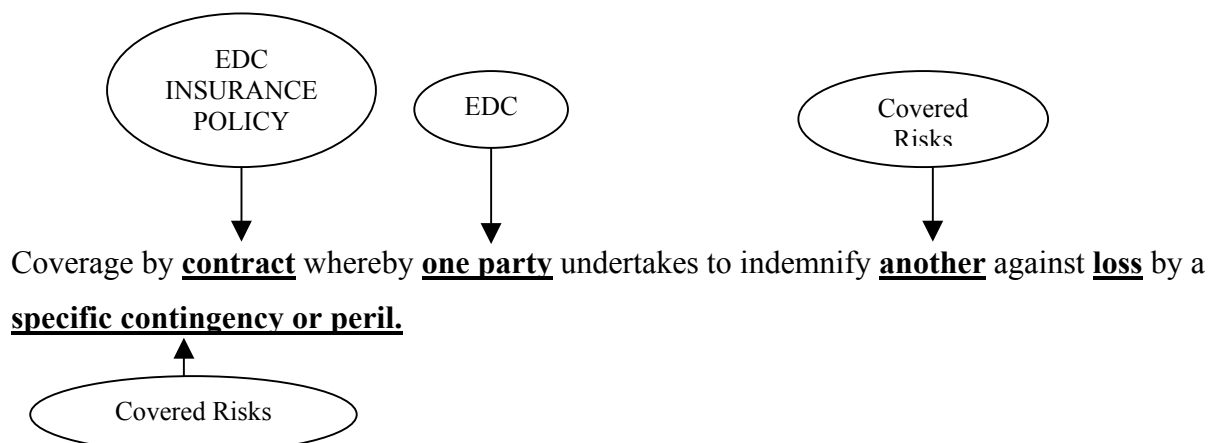 EDC
INSURANCE
POLICY
EDC
Covered
Risks
Coverage by contract whereby one party undertakes to indemnify another against loss by a
specific contingency or peril.
Covered Risks